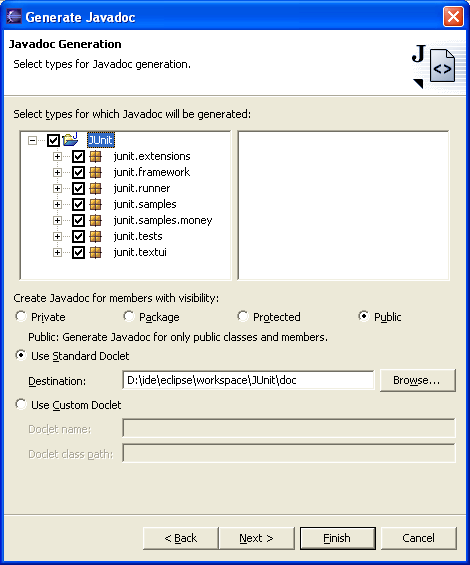 Generate Javadoc
Javadoc Generation
Select types for Javadoc generation.
J
Select types for which Javadoc will be generated:
JUnit
junit.extensions
junit.framework
junit.runner
junit.samples
junit.samples.money
junit.tests
junit.textui
Create Javadoc for members with visibility:
Private Package Protected Public
Public: Generate Javadoc for only public classes and members.
Use Standard Doclet
Destination: D:\ide\eclipse\workspace\JUnit\doc Browse...
Use Custom Doclet
Doclet name:
Doclet class path:
< Back Next > Finish Cancel